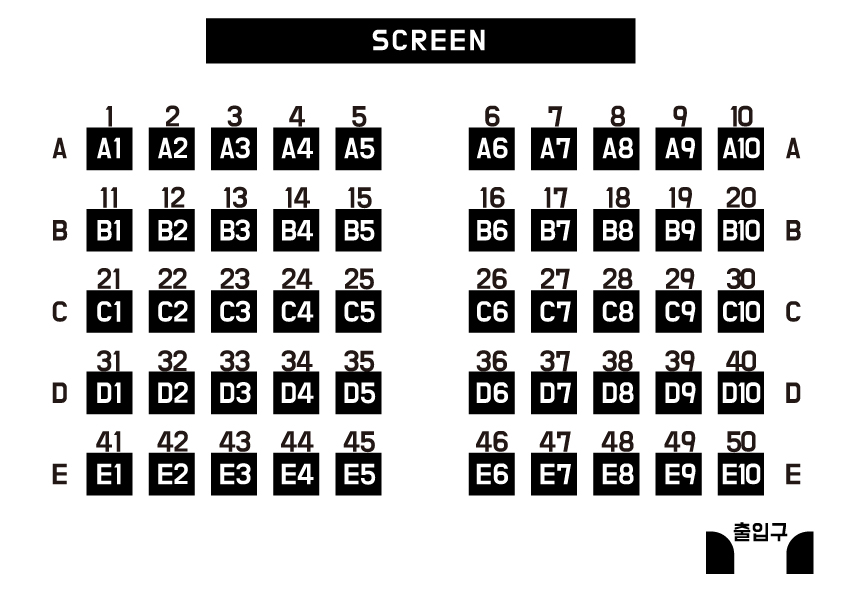 SCREEN
1 2 3 4 5 6 7 8 9 10
A A1 A2 A3 A4 A5 A6 A7 A8 A9 A10 A
11 12 13 14 15 16 17 18 19 20
B B1 B2 B3 B4 B5 B6 B7 B8 B9 B10 B
21 22 23 24 25 26 27 28 29 30
C C1 C2 C3 C4 C5 C6 C7 C8 C9 C10 C
31 32 33 34 35 36 37 38 39 40
D D1 D2 D3 D4 D5 D6 D7 D8 D9 D10 D
41 42 43 44 45 46 47 48 49 50
E E1 E2 E3 E4 E5 E6 E7 E8 E9 E10 E
출입구